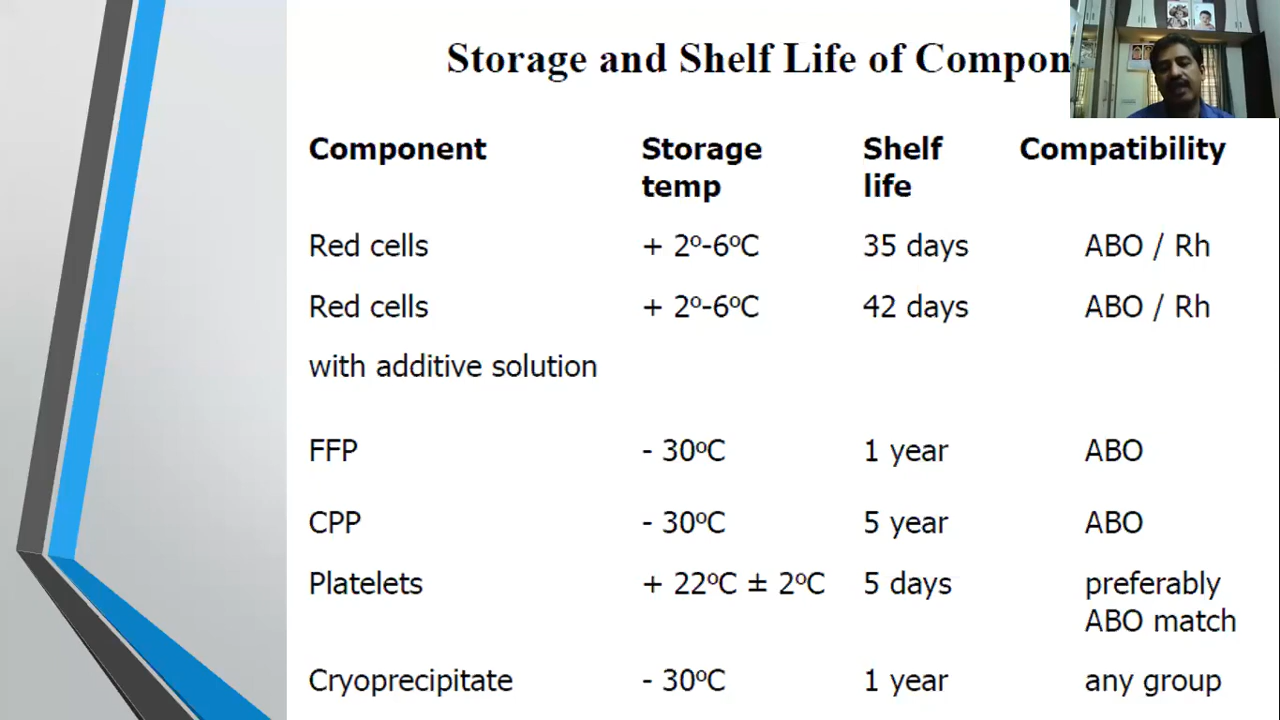 Storage and Shelf Life of Compon
Component Storage temp Shelf life Compatibility
Red cells + 2º-6ºC 35 days ABO / Rh
Red cells + 2º-6ºC 42 days ABO / Rh
with additive solution
FFP - 30ºC 1 year ABO
CPP - 30ºC 5 year ABO
Platelets + 22ºC ± 2ºC 5 days preferably ABO match
Cryoprecipitate - 30ºC 1 year any group